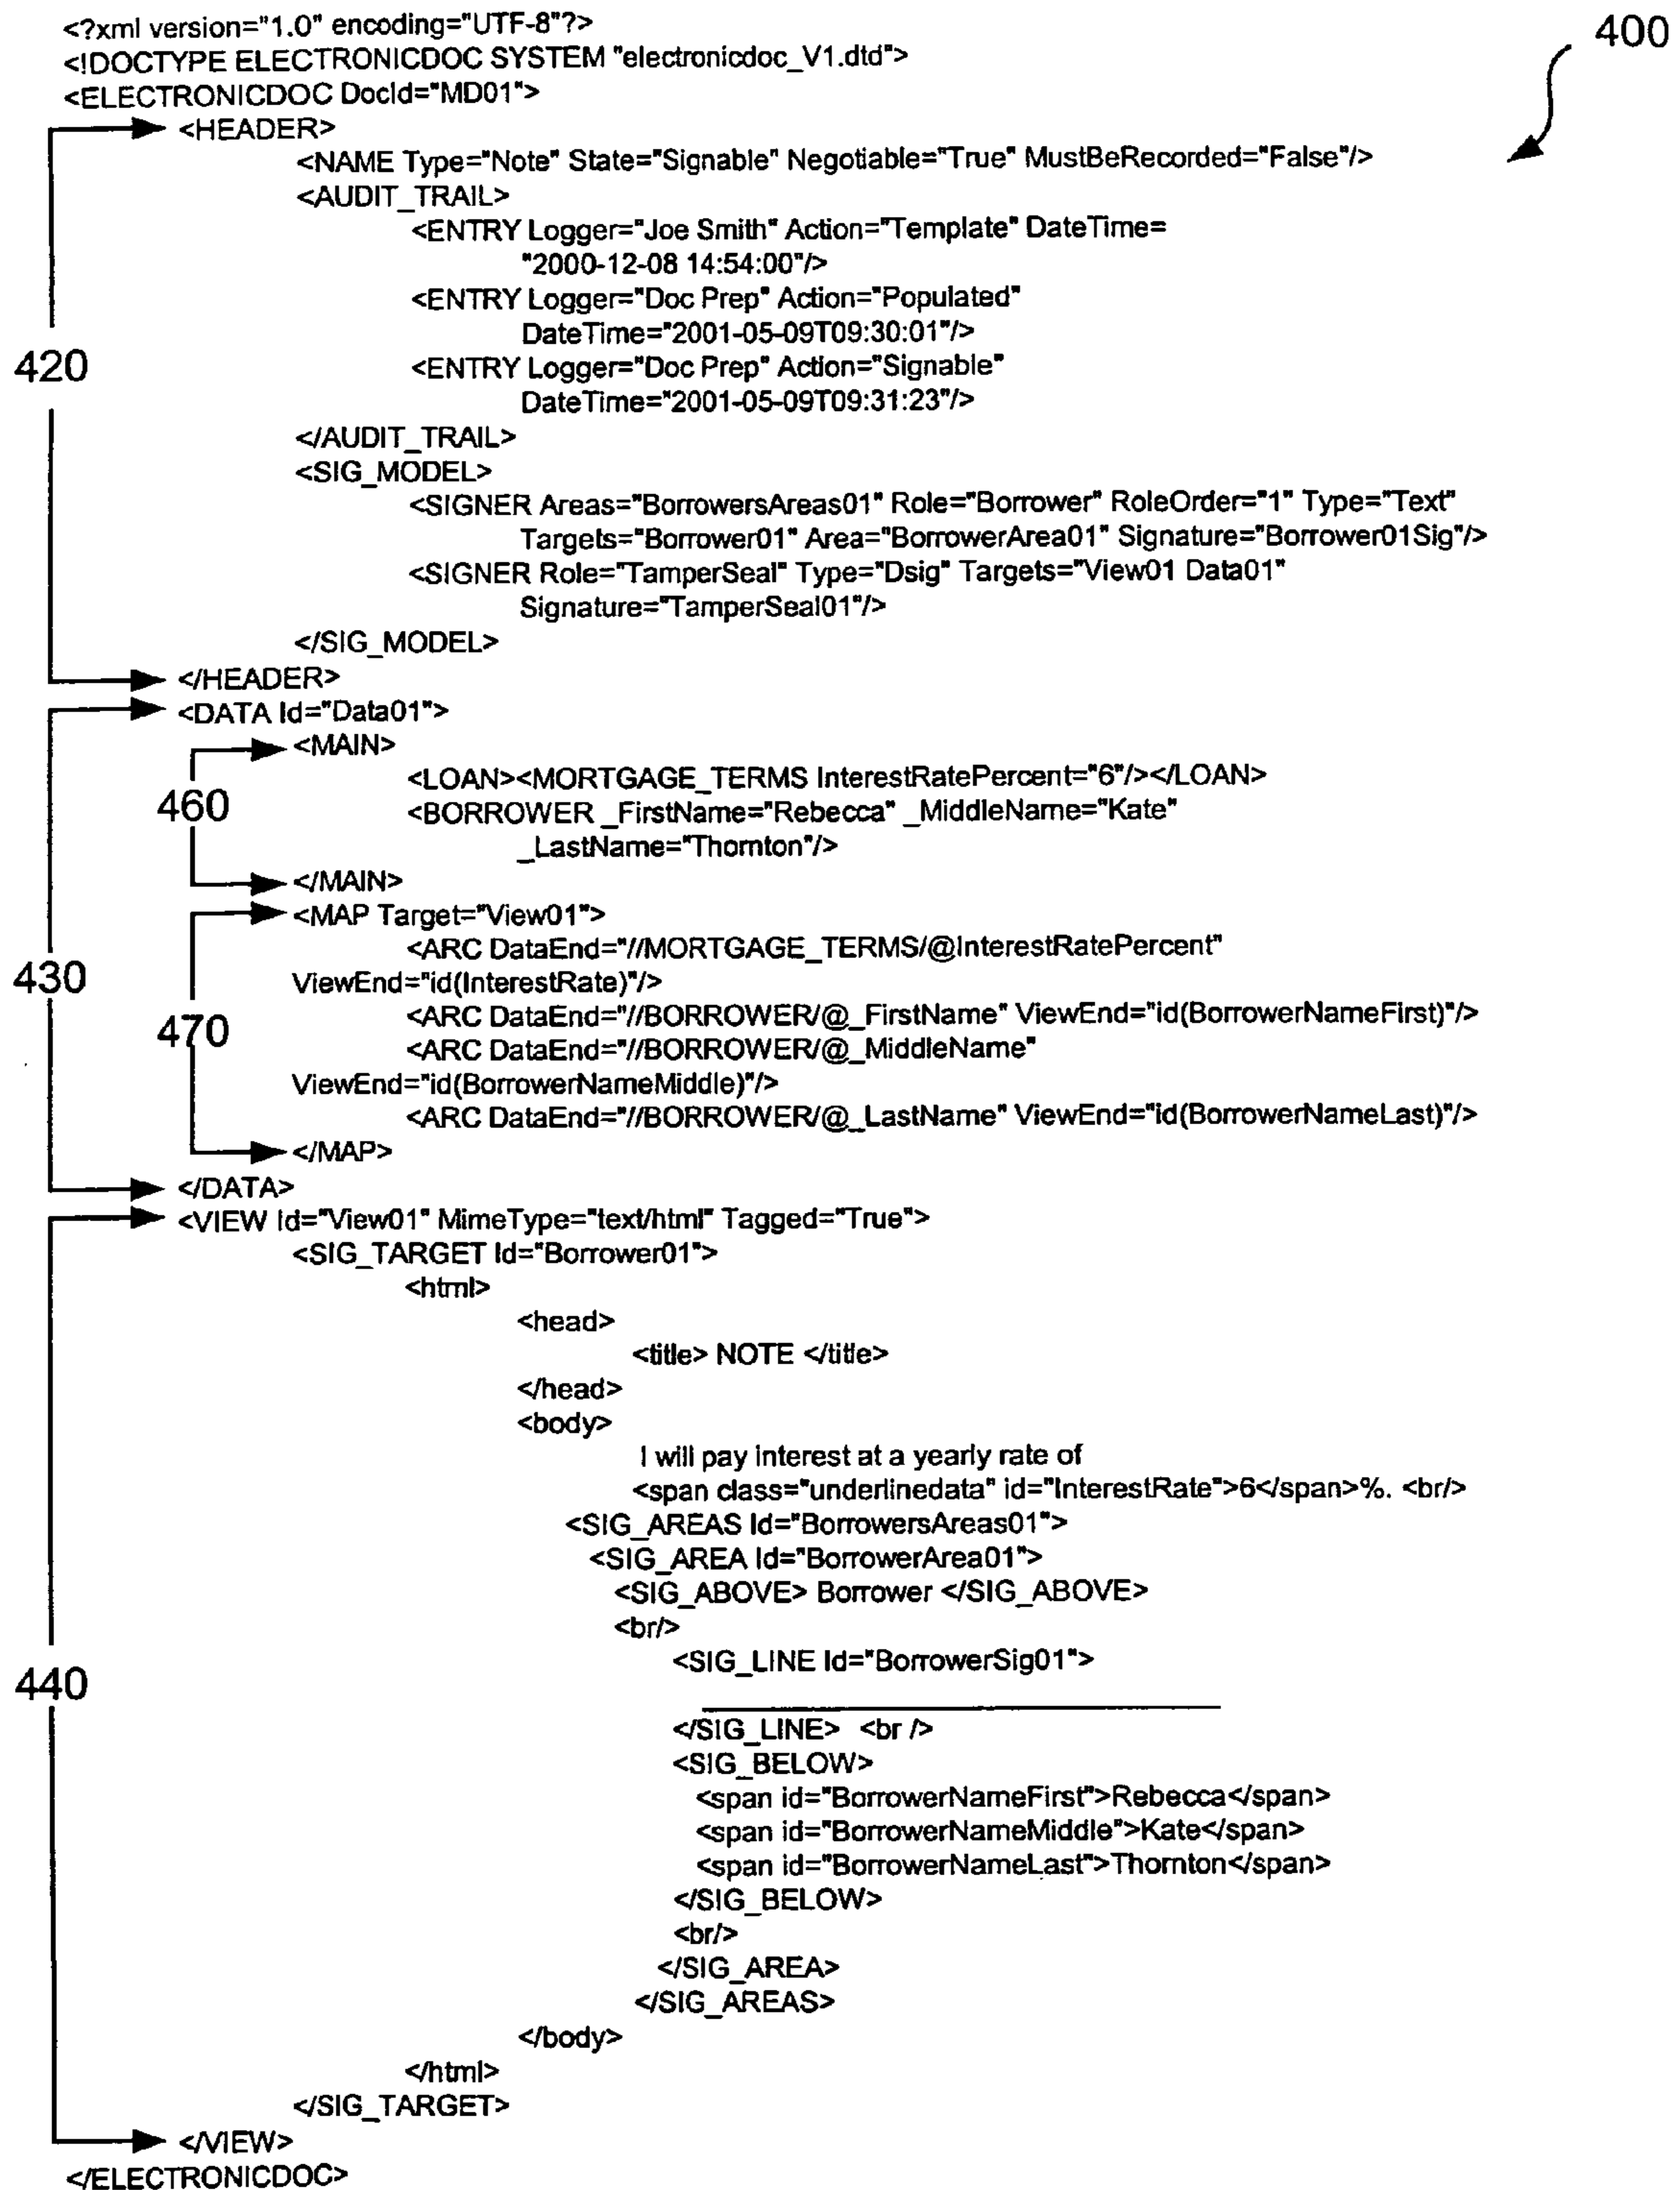 <?xml version="1.0" encoding="UTF-8"?>
400
<!DOCTYPE ELECTRONICDOC SYSTEM "electronicdoc_V1.dtd">
<ELECTRONICDOC DocId="MD01">
<HEADER>
<NAME Type="Note" State="Signable" Negotiable="True" MustBeRecorded="False"/>
<AUDIT_TRAIL>
<ENTRY Logger="Joe Smith" Action="Template" DateTime=
"2000-12-08 14:54:00"/>
<ENTRY Logger="Doc Prep" Action="Populated"
DateTime="2001-05-09T09:30:01"/>
420
<ENTRY Logger="Doc Prep" Action="Signable"
DateTime="2001-05-09T09:31:23"/>
</AUDIT_TRAIL>
<SIG_MODEL>
<SIGNER Areas="BorrowersAreas01" Role="Borrower" RoleOrder="1" Type="Text"
Targets="Borrower01" Area="BorrowerArea01" Signature="Borrower01Sig"/>
<SIGNER Role="TamperSeal" Type="Dsig" Targets="View01 Data01"
Signature="TamperSeal01"/>
</SIG_MODEL>
</HEADER>
<DATA Id="Data01">
<MAIN>
<LOAN><MORTGAGE_TERMS InterestRatePercent="6"/></LOAN>
460
<BORROWER _FirstName="Rebecca" _MiddleName="Kate"
_LastName="Thornton"/>
</MAIN>
<MAP Target="View01">
<ARC DataEnd="//MORTGAGE_TERMS/@InterestRatePercent"
430
ViewEnd="id(InterestRate)"/>
<ARC DataEnd="//BORROWER/@_FirstName" ViewEnd="id(BorrowerNameFirst)"/>
470
<ARC DataEnd="//BORROWER/@_MiddleName"
ViewEnd="id(BorrowerNameMiddle)"/>
<ARC DataEnd="//BORROWER/@_LastName" ViewEnd="id(BorrowerNameLast)"/>
</MAP>
</DATA>
<VIEW Id="View01" MimeType="text/html" Tagged="True">
<SIG_TARGET Id="Borrower01">
<html>
<head>
<title> NOTE </title>
</head>
<body>
I will pay interest at a yearly rate of
<span class="underlinedata" id="InterestRate">6</span>%. <br/>
<SIG_AREAS Id="BorrowersAreas01">
<SIG_AREA Id="BorrowerArea01">
<SIG_ABOVE> Borrower </SIG_ABOVE>
<br/>
<SIG_LINE Id="BorrowerSig01">
440
</SIG_LINE> <br />
<SIG_BELOW>
<span id="BorrowerNameFirst">Rebecca</span>
<span id="BorrowerNameMiddle">Kate</span>
<span id="BorrowerNameLast">Thornton</span>
</SIG_BELOW>
<br/>
</SIG_AREA>
</SIG_AREAS>
</body>
</html>
</SIG_TARGET>
</VIEW>
</ELECTRONICDOC>